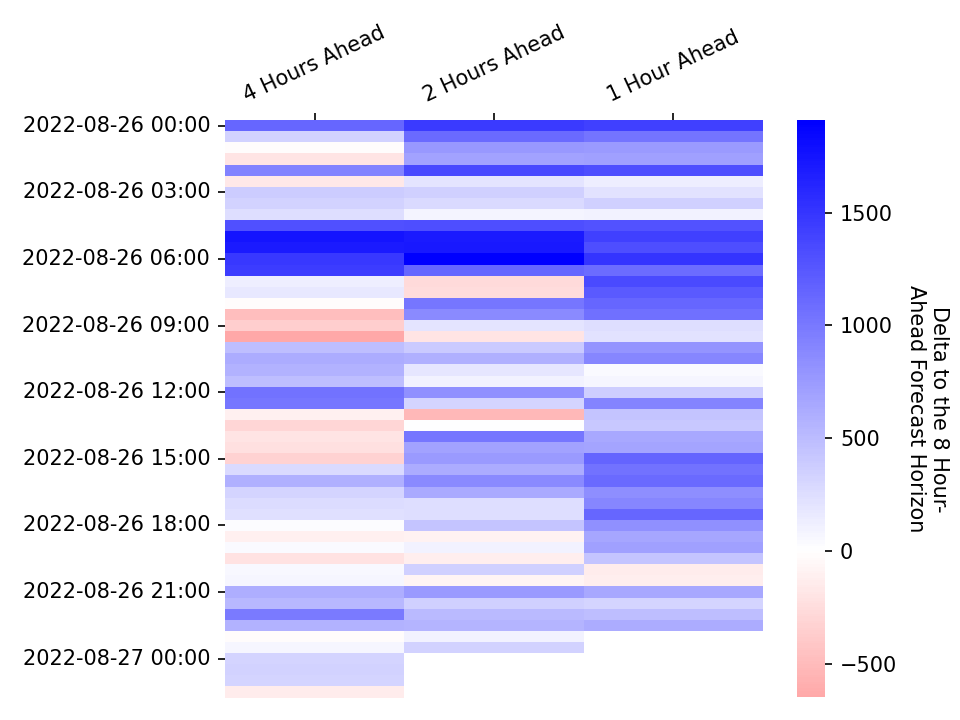 4 Hours Ahead
2 Hours Ahead
1 Hour Ahead
2022-08-26 00:00
2022-08-26 03:00
2022-08-26 06:00
2022-08-26 09:00
2022-08-26 12:00
2022-08-26 15:00
2022-08-26 18:00
2022-08-26 21:00
2022-08-27 00:00
1500
1000
500
0
−500
Delta to the 8 Hour-
Ahead Forecast Horizon